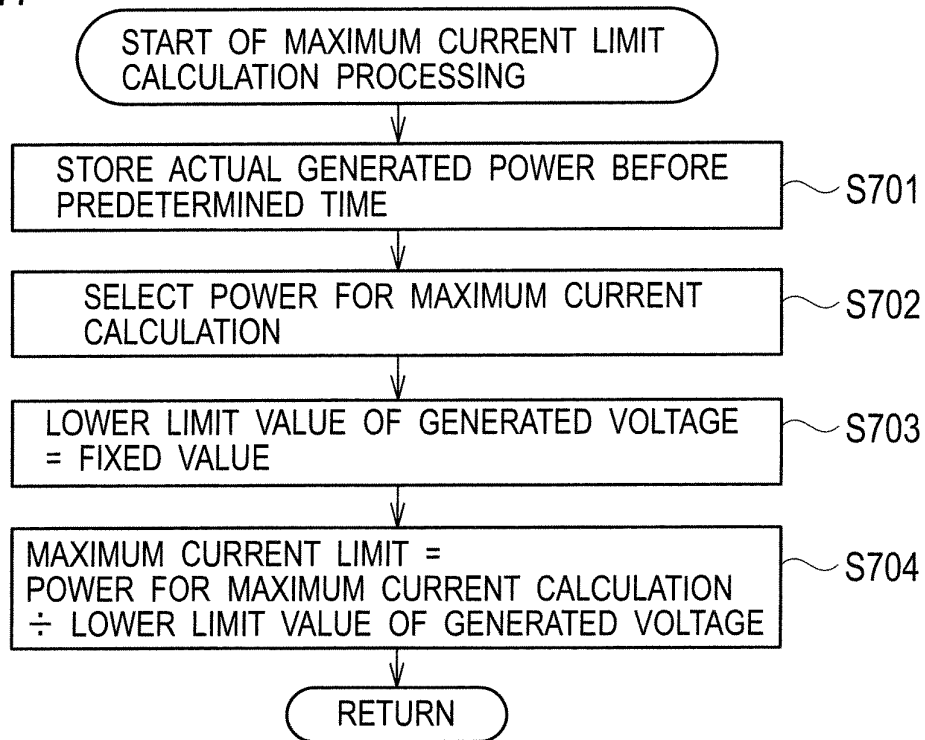 START OF MAXIMUM CURRENT LIMIT
CALCULATION PROCESSING
STORE ACTUAL GENERATED POWER BEFORE
PREDETERMINED TIME
S701
SELECT POWER FOR MAXIMUM CURRENT
CALCULATION
S702
LOWER LIMIT VALUE OF GENERATED VOLTAGE
= FIXED VALUE
S703
MAXIMUM CURRENT LIMIT =
POWER FOR MAXIMUM CURRENT CALCULATION
÷ LOWER LIMIT VALUE OF GENERATED VOLTAGE
S704
RETURN